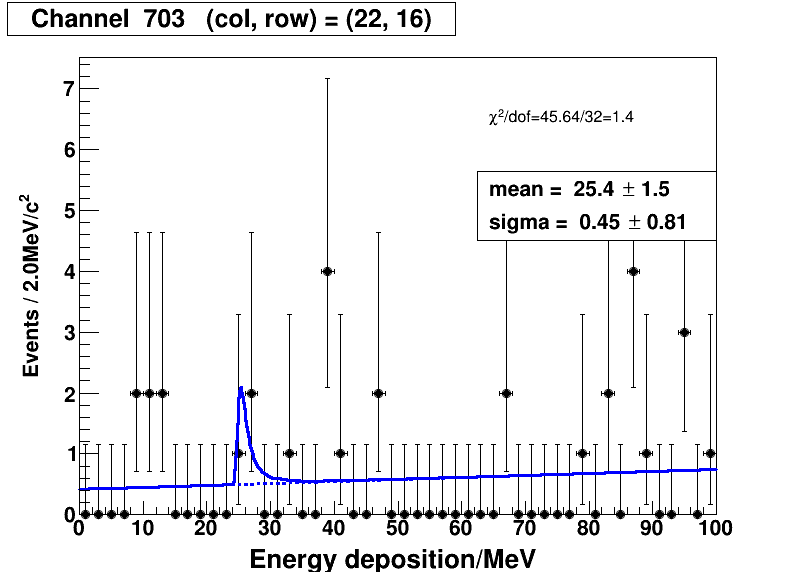 Channel 703 (col, row) = (22, 16)
χ²/dof=45.64/32=1.4
mean = 25.4 ± 1.5
sigma = 0.45 ± 0.81
Events / 2.0MeV/c²
7
6
5
4
3
2
1
0
0 10 20 30 40 50 60 70 80 90 100
Energy deposition/MeV